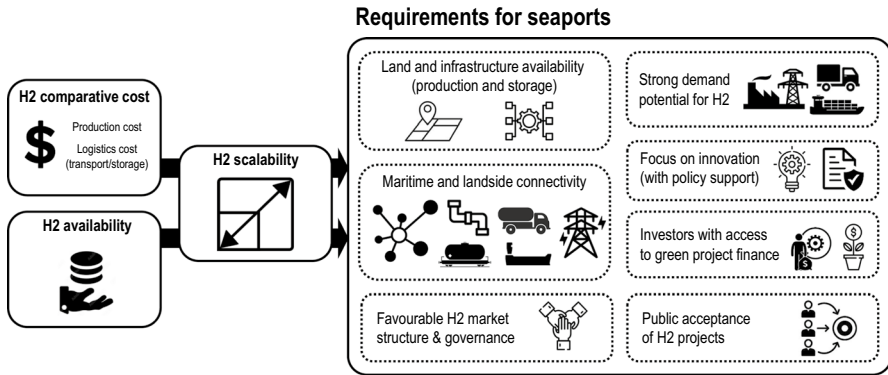 Requirements for seaports
H2 comparative cost
$
Production cost
Logistics cost
(transport/storage)
H2 availability
H2 scalability
Land and infrastructure availability
(production and storage)
Maritime and landside connectivity
Favourable H2 market
structure & governance
Strong demand
potential for H2
Focus on innovation
(with policy support)
Investors with access
to green project finance
$
$
Public acceptance
of H2 projects